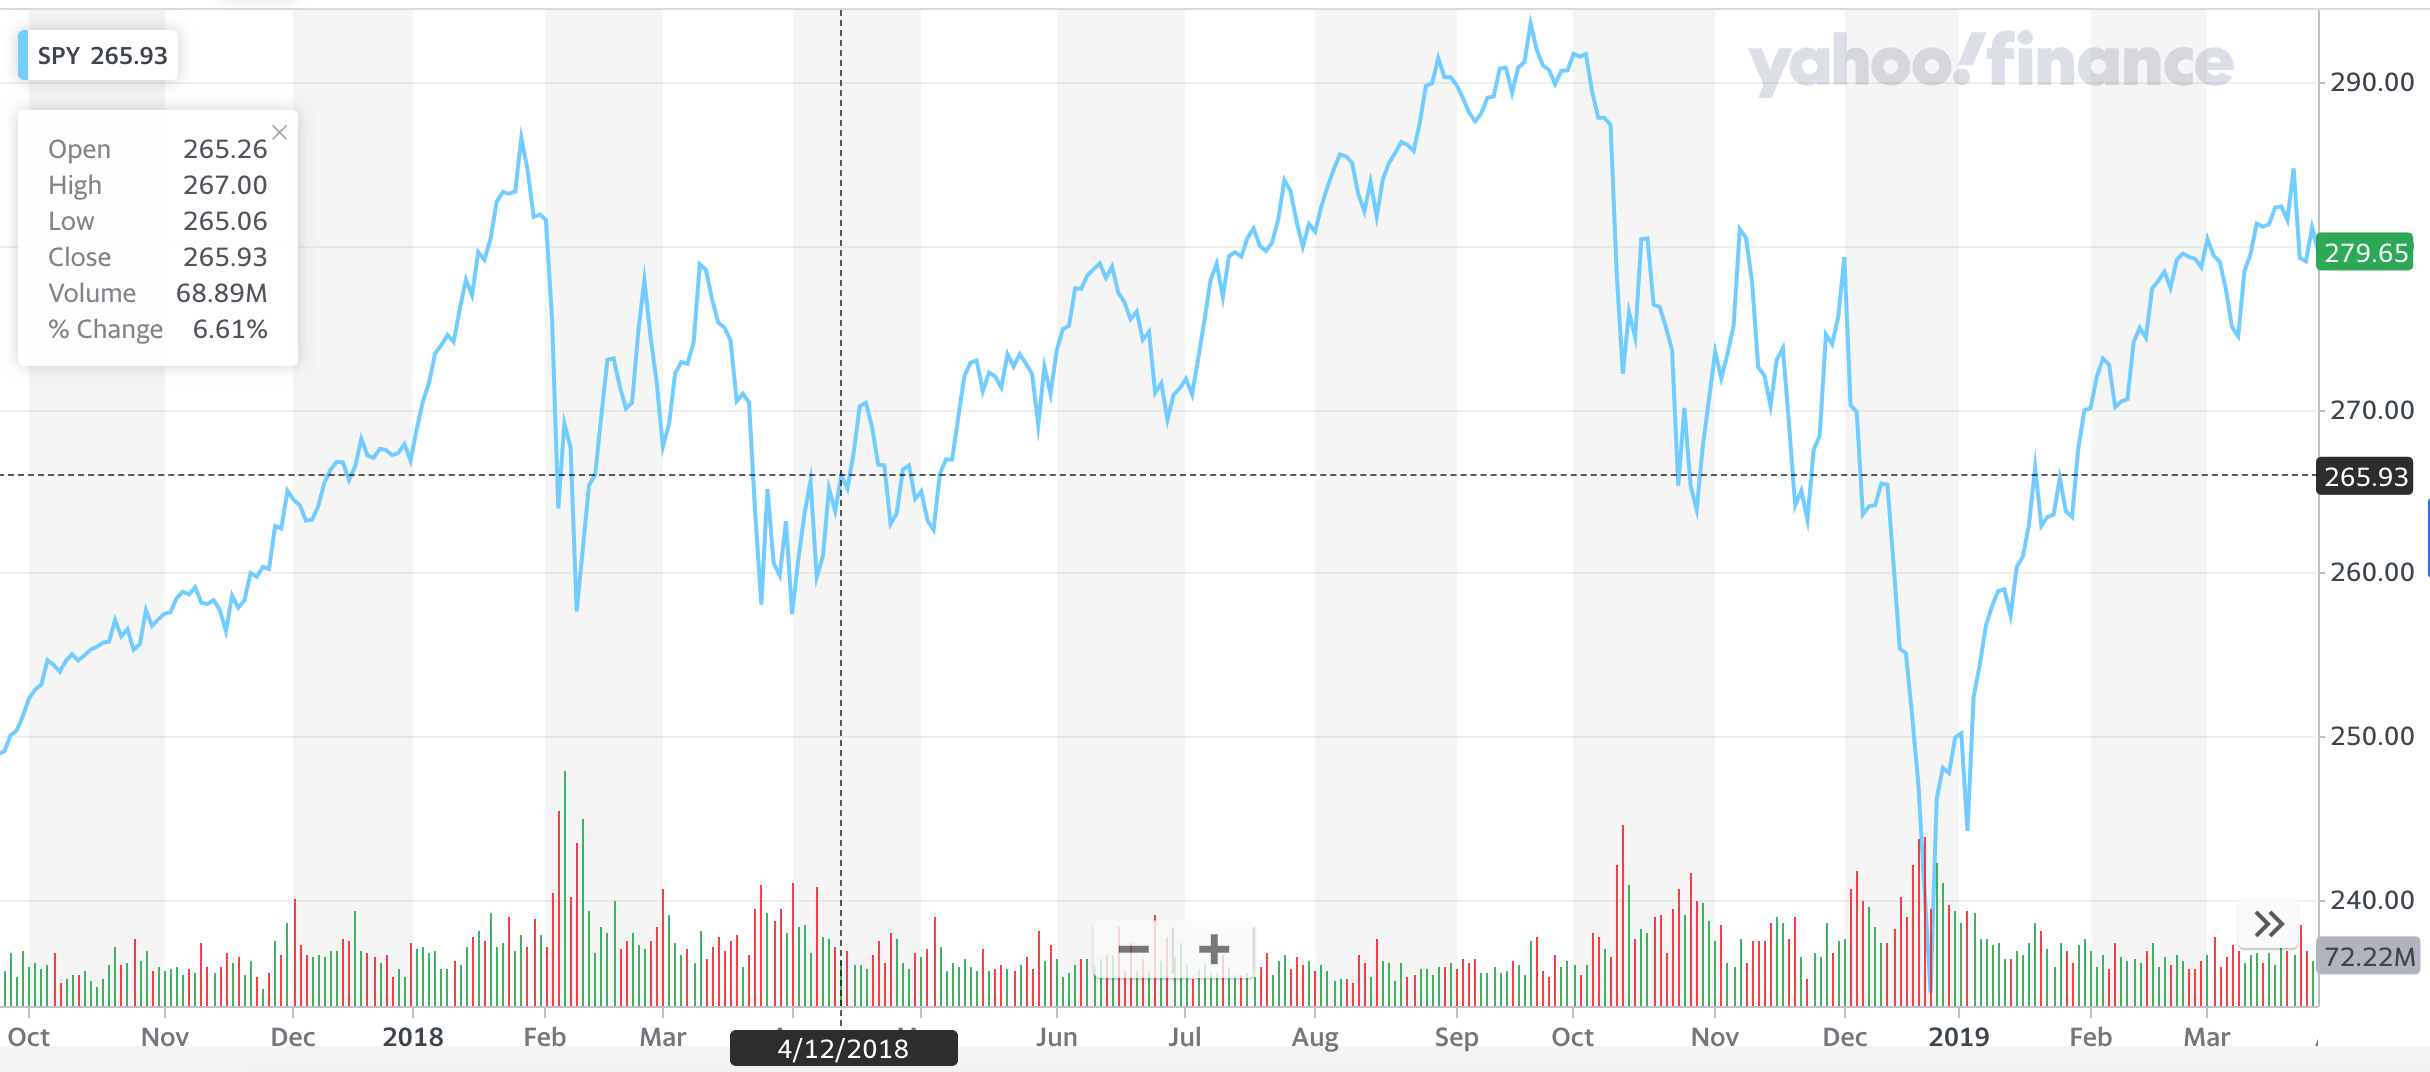 SPY 265.93
yahoo!finance
Open 265.26
High 267.00
Low 265.06
Close 265.93
Volume 68.89M
% Change 6.61%
290.00
279.65
270.00
265.93
260.00
250.00
240.00
72.22M
Oct Nov Dec 2018 Feb Mar Jun Jul Aug Sep Oct Nov Dec 2019 Feb Mar
4/12/2018